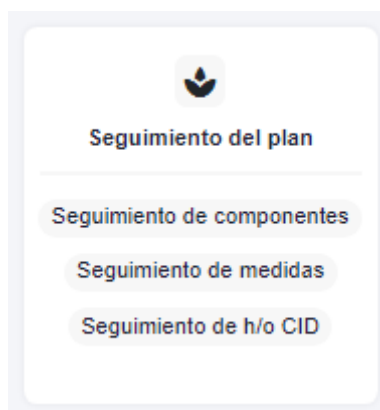 Seguimiento del plan
Seguimiento de componentes
Seguimiento de medidas
Seguimiento de h/o CID